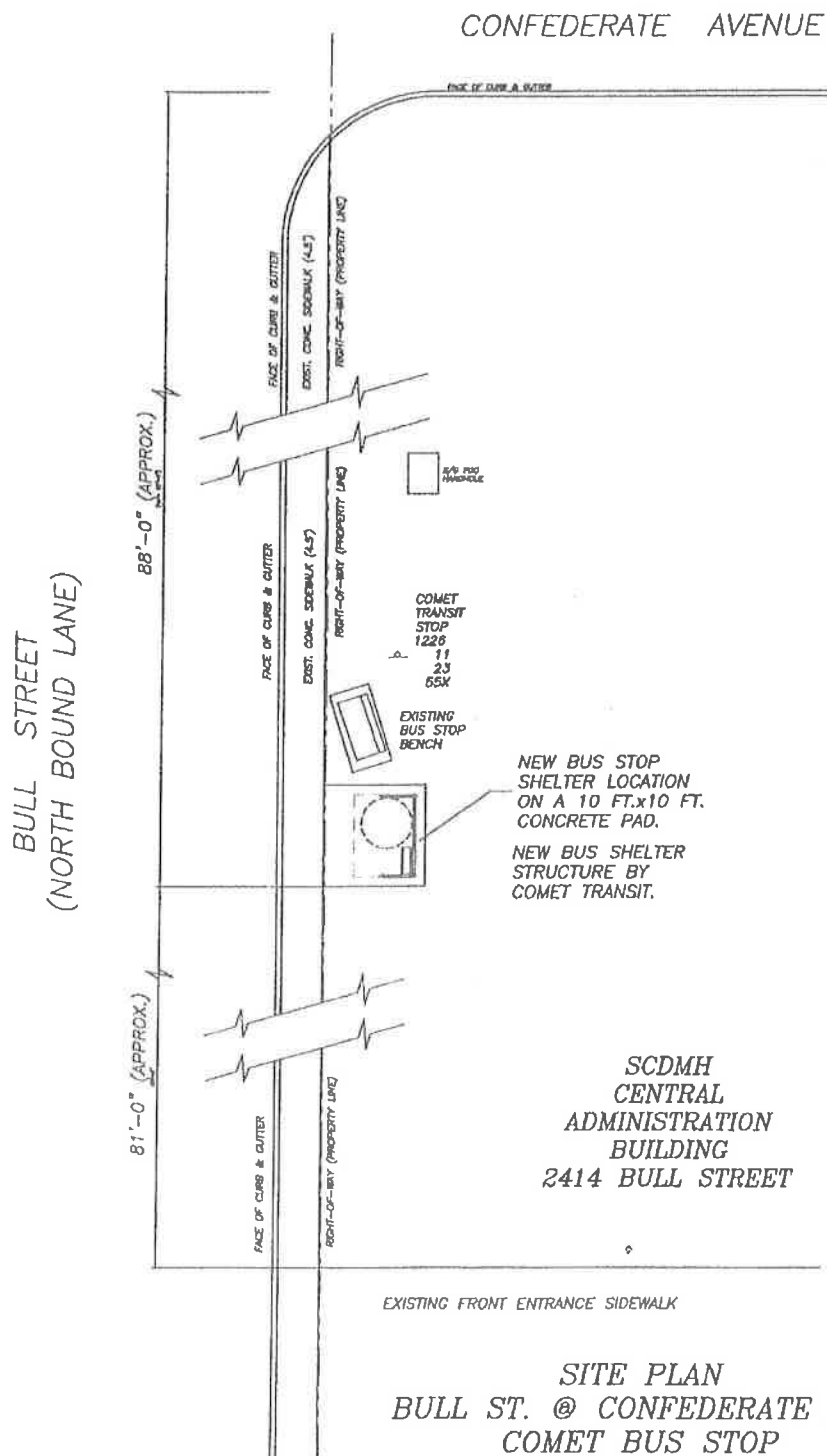 CONFEDERATE AVENUE
FACE OF CURB & GUTTER
FACE OF CURB & GUTTER
EXIST. CONC. SIDEWALK (4.5')
RIGHT-OF-WAY (PROPERTY LINE)
88'-0" (APPROX.)
HANDHOLE
FACE OF CURB & GUTTER
EXIST. CONC. SIDEWALK (4.5')
RIGHT-OF-WAY (PROPERTY LINE)
BULL STREET
(NORTH BOUND LANE)
COMET
TRANSIT
STOP
1226
11
23
55X
EXISTING
BUS STOP
BENCH
NEW BUS STOP
SHELTER LOCATION
ON A 10 FT.x10 FT.
CONCRETE PAD.
NEW BUS SHELTER
STRUCTURE BY
COMET TRANSIT.
81'-0" (APPROX.)
FACE OF CURB & GUTTER
RIGHT-OF-WAY (PROPERTY LINE)
SCDMH
CENTRAL
ADMINISTRATION
BUILDING
2414 BULL STREET
EXISTING FRONT ENTRANCE SIDEWALK
SITE PLAN
BULL ST. @ CONFEDERATE
COMET BUS STOP